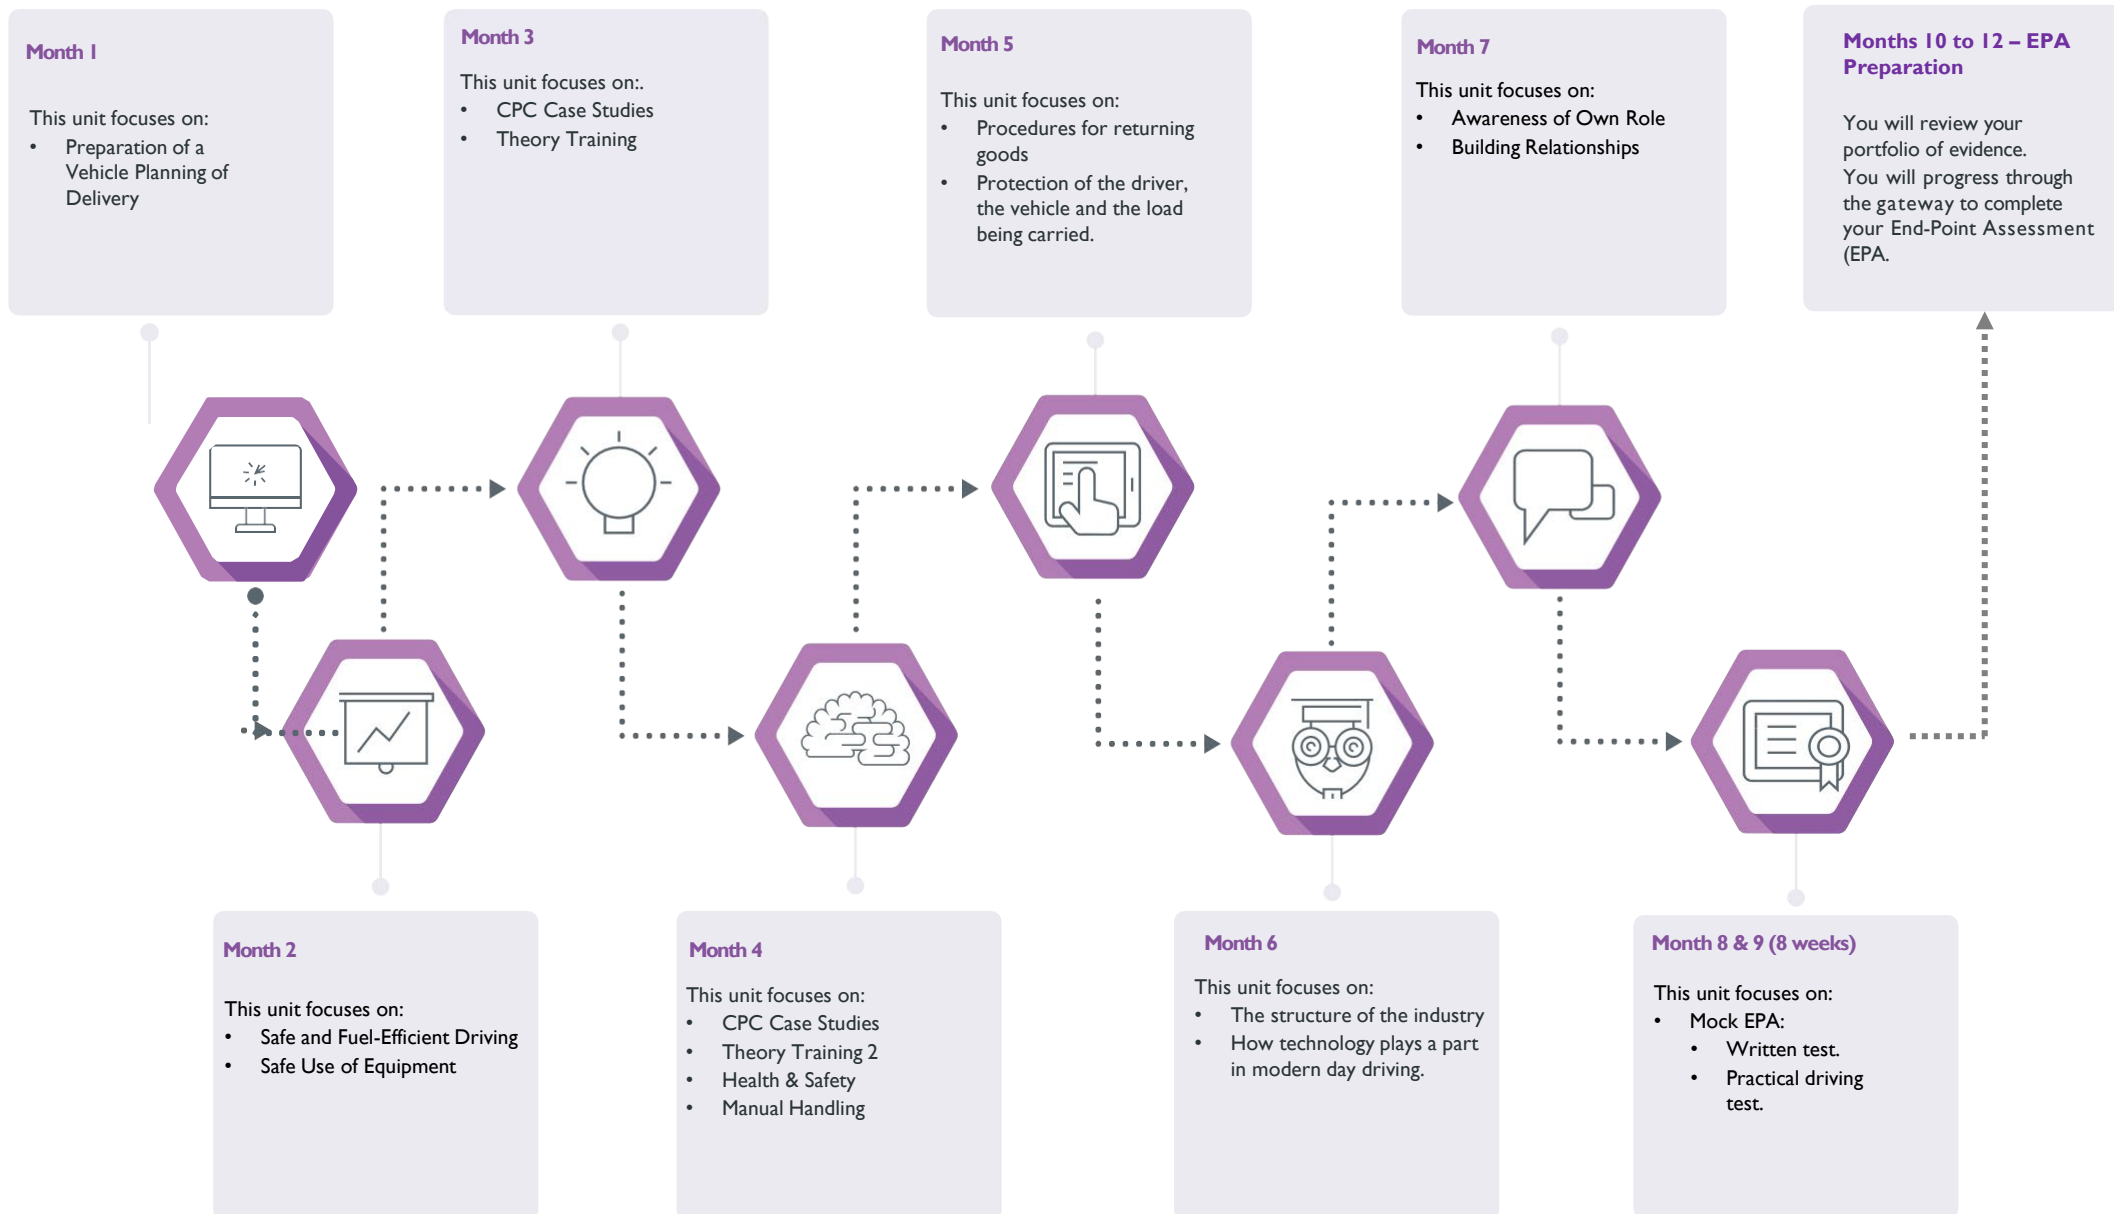 Month 1
This unit focuses on:
• Preparation of a
Vehicle Planning of
Delivery
Month 2
This unit focuses on:
• Safe and Fuel-Efficient Driving
• Safe Use of Equipment
Month 3
This unit focuses on:.
• CPC Case Studies
• Theory Training
Month 4
This unit focuses on:
• CPC Case Studies
• Theory Training 2
• Health & Safety
• Manual Handling
Month 5
This unit focuses on:
• Procedures for returning
goods
• Protection of the driver,
the vehicle and the load
being carried.
Month 6
This unit focuses on:
• The structure of the industry
• How technology plays a part
in modern day driving.
Month 7
This unit focuses on:
• Awareness of Own Role
• Building Relationships
Month 8 & 9 (8 weeks)
This unit focuses on:
• Mock EPA:
• Written test.
• Practical driving
test.
Months 10 to 12 – EPA
Preparation
You will review your
portfolio of evidence.
You will progress through
the gateway to complete
your End-Point Assessment
(EPA.